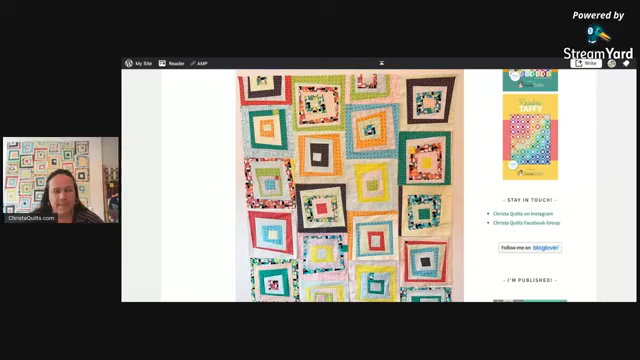 Powered by
StreamYard
My Site
Reader
AMP
Write
TAFFY
- STAY IN TOUCH! -
Christa Quilts on Instagram
Christa Quilts Facebook Group
Follow me on bloglovin'
- I'M PUBLISHED! -
ChristaQuilts.com